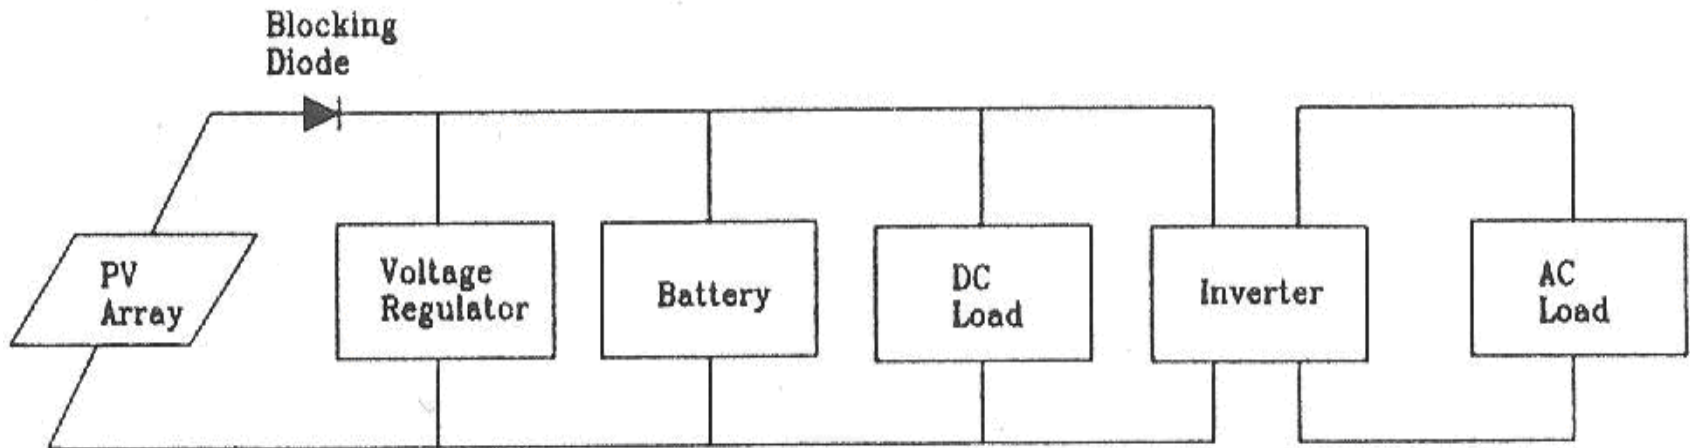 Blocking
Diode
PV
Array
Voltage
Regulator
Battery
DC
Load
Inverter
AC
Load